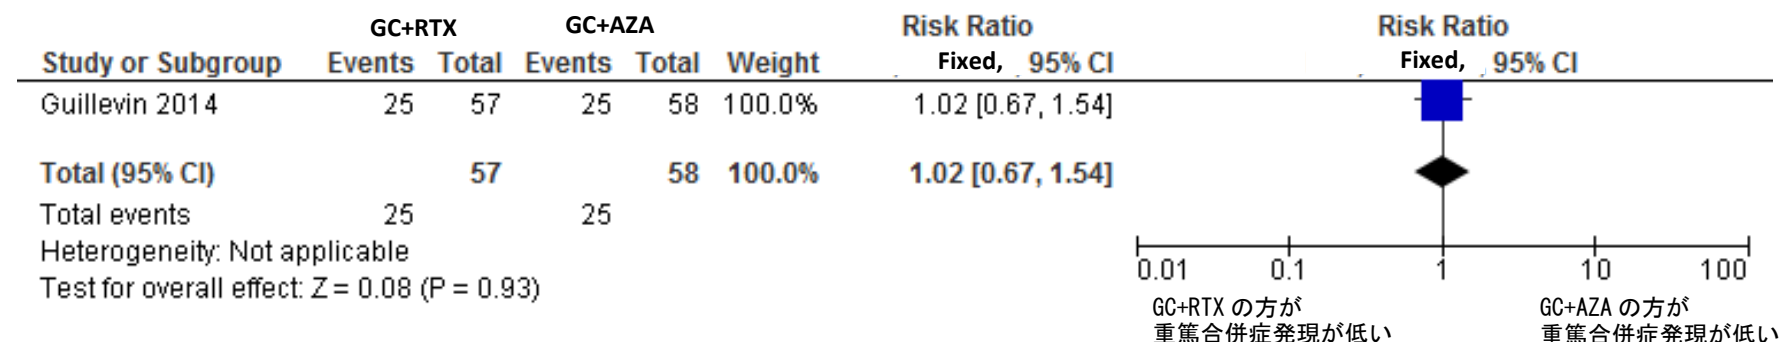 GC+RTX GC+AZA Risk Ratio Risk Ratio
Study or Subgroup Events Total Events Total Weight Fixed, 95% CI Fixed, 95% CI
Guillevin 2014 25 57 25 58 100.0% 1.02 [0.67, 1.54]
Total (95% CI) 57 58 100.0% 1.02 [0.67, 1.54]
Total events 25 25
Heterogeneity: Not applicable
Test for overall effect: Z = 0.08 (P = 0.93)
0.01 0.1 1 10 100
GC+RTX の方が
重篤合併症発現が低い
GC+AZA の方が
重篤合併症発現が低い